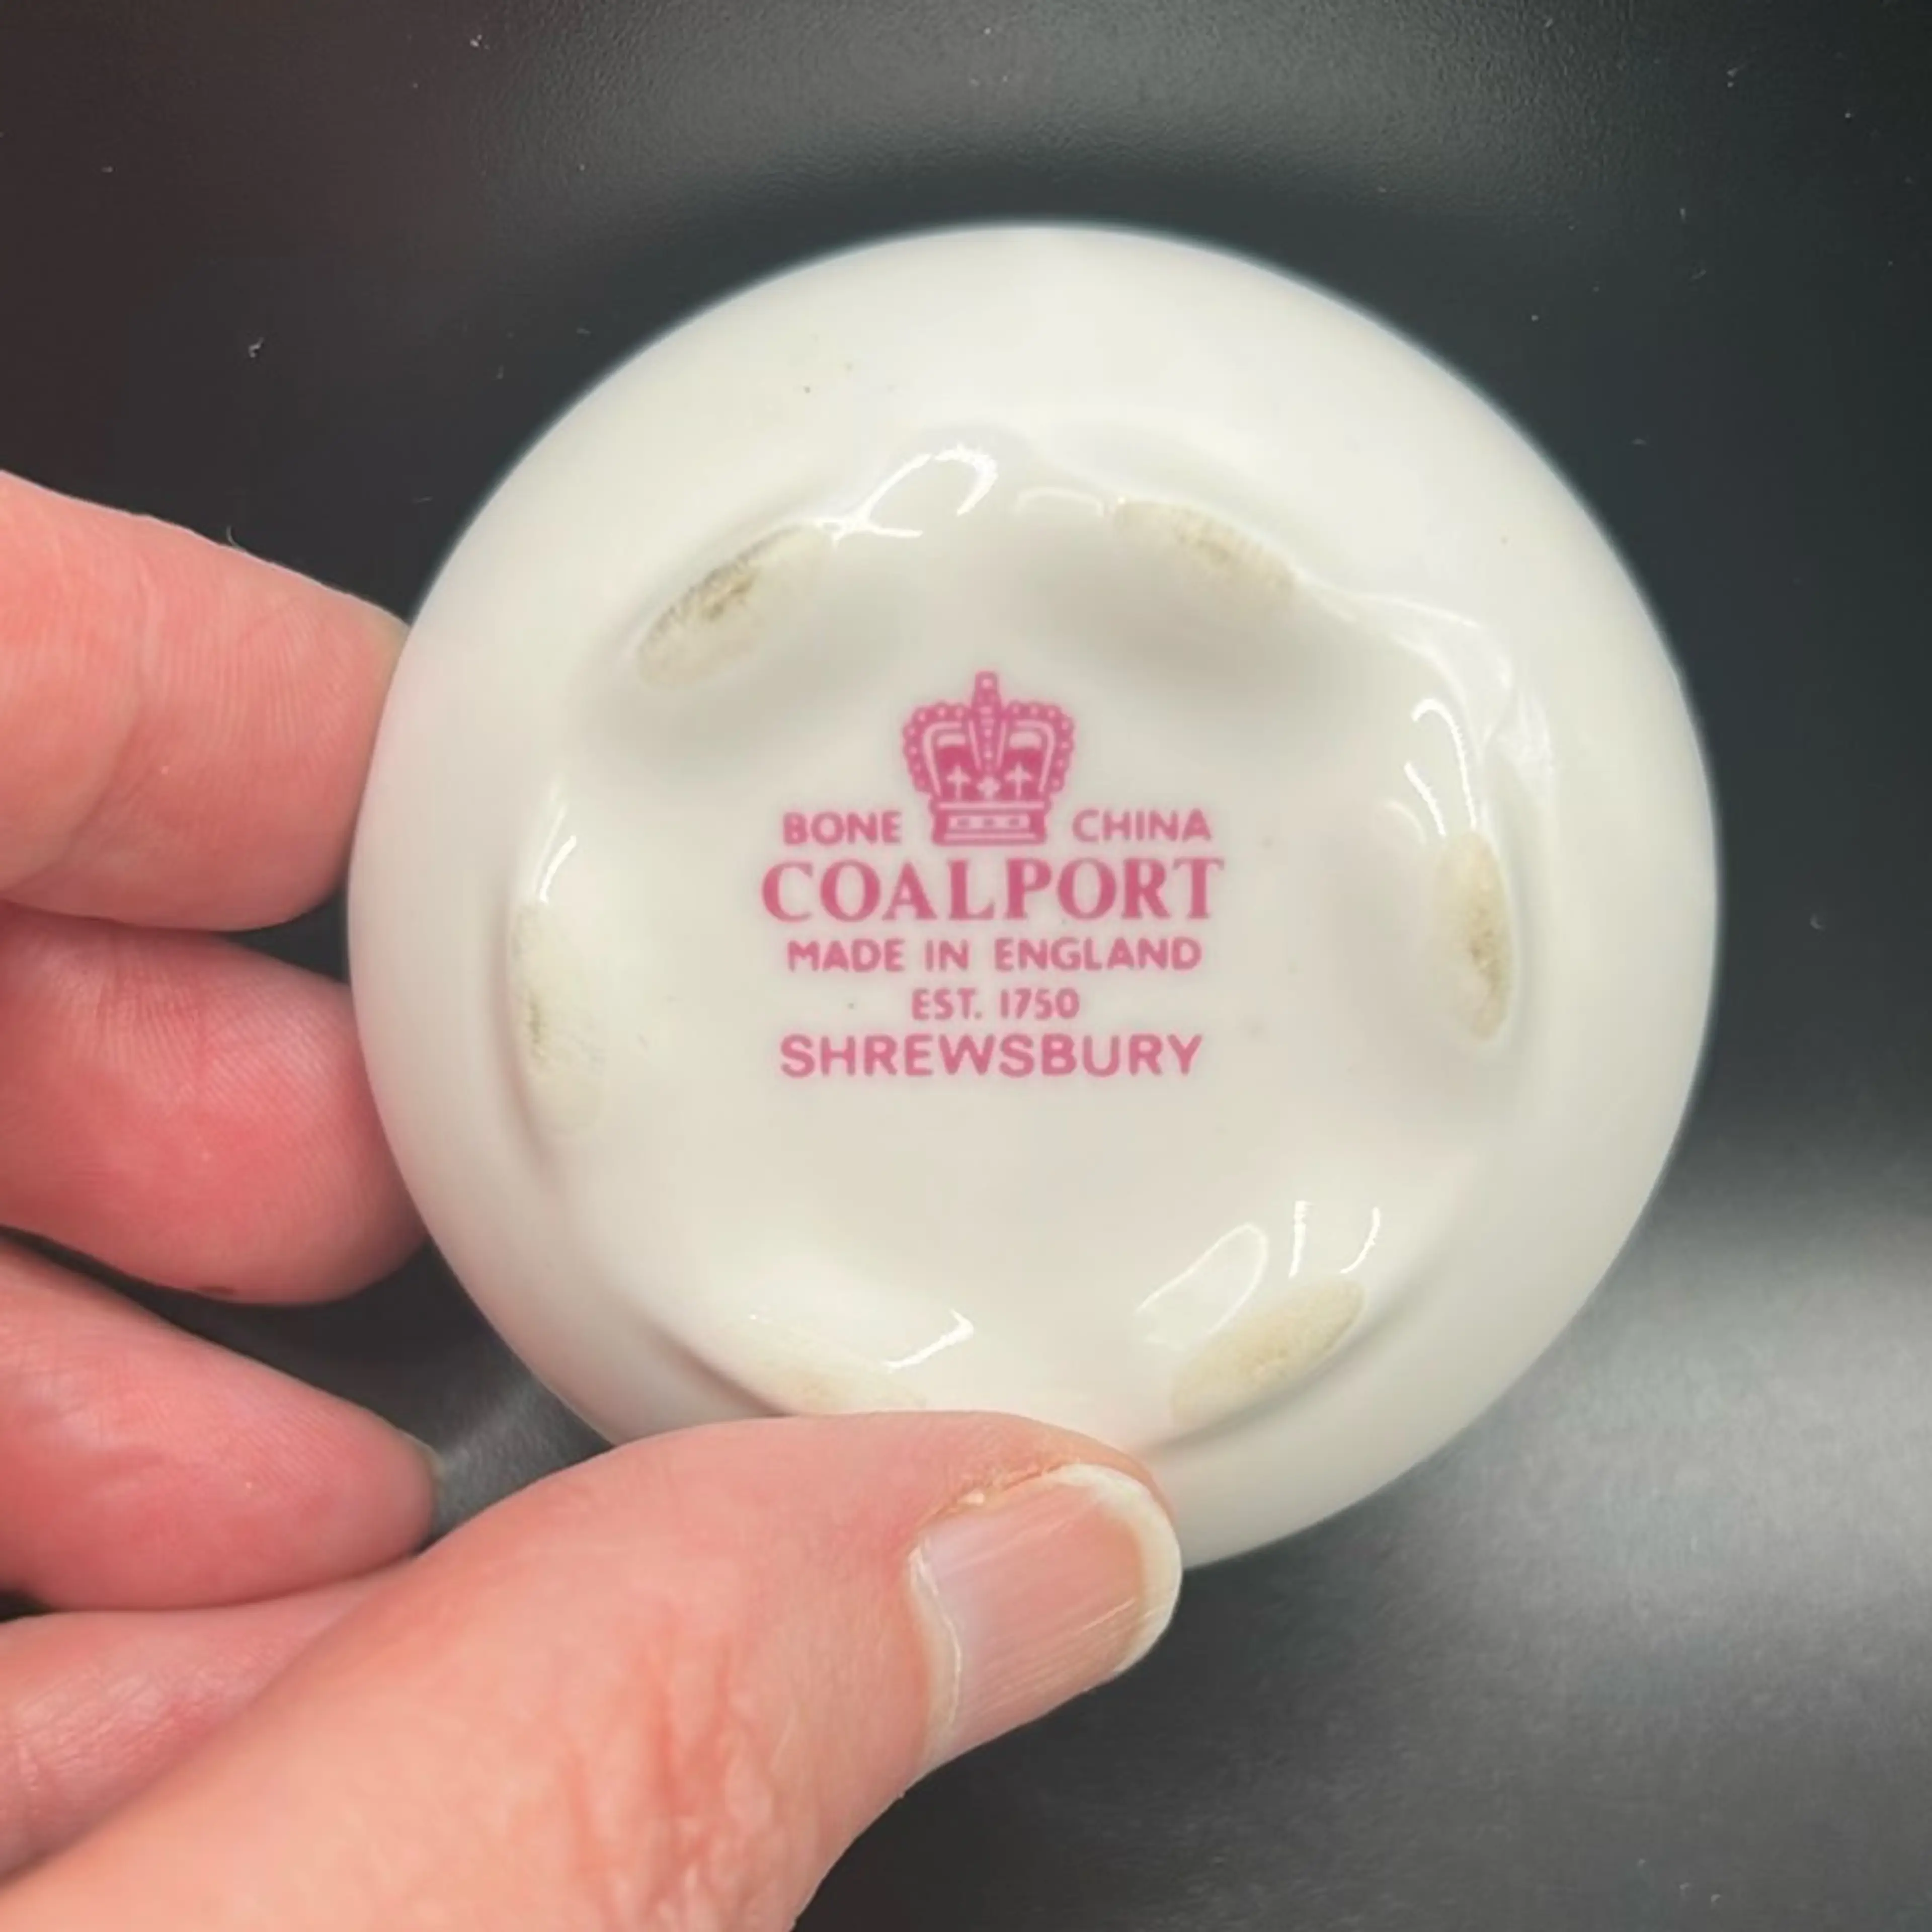 BONE CHINA
COALPORT
MADE IN ENGLAND
EST. 1750
SHREWSBURY